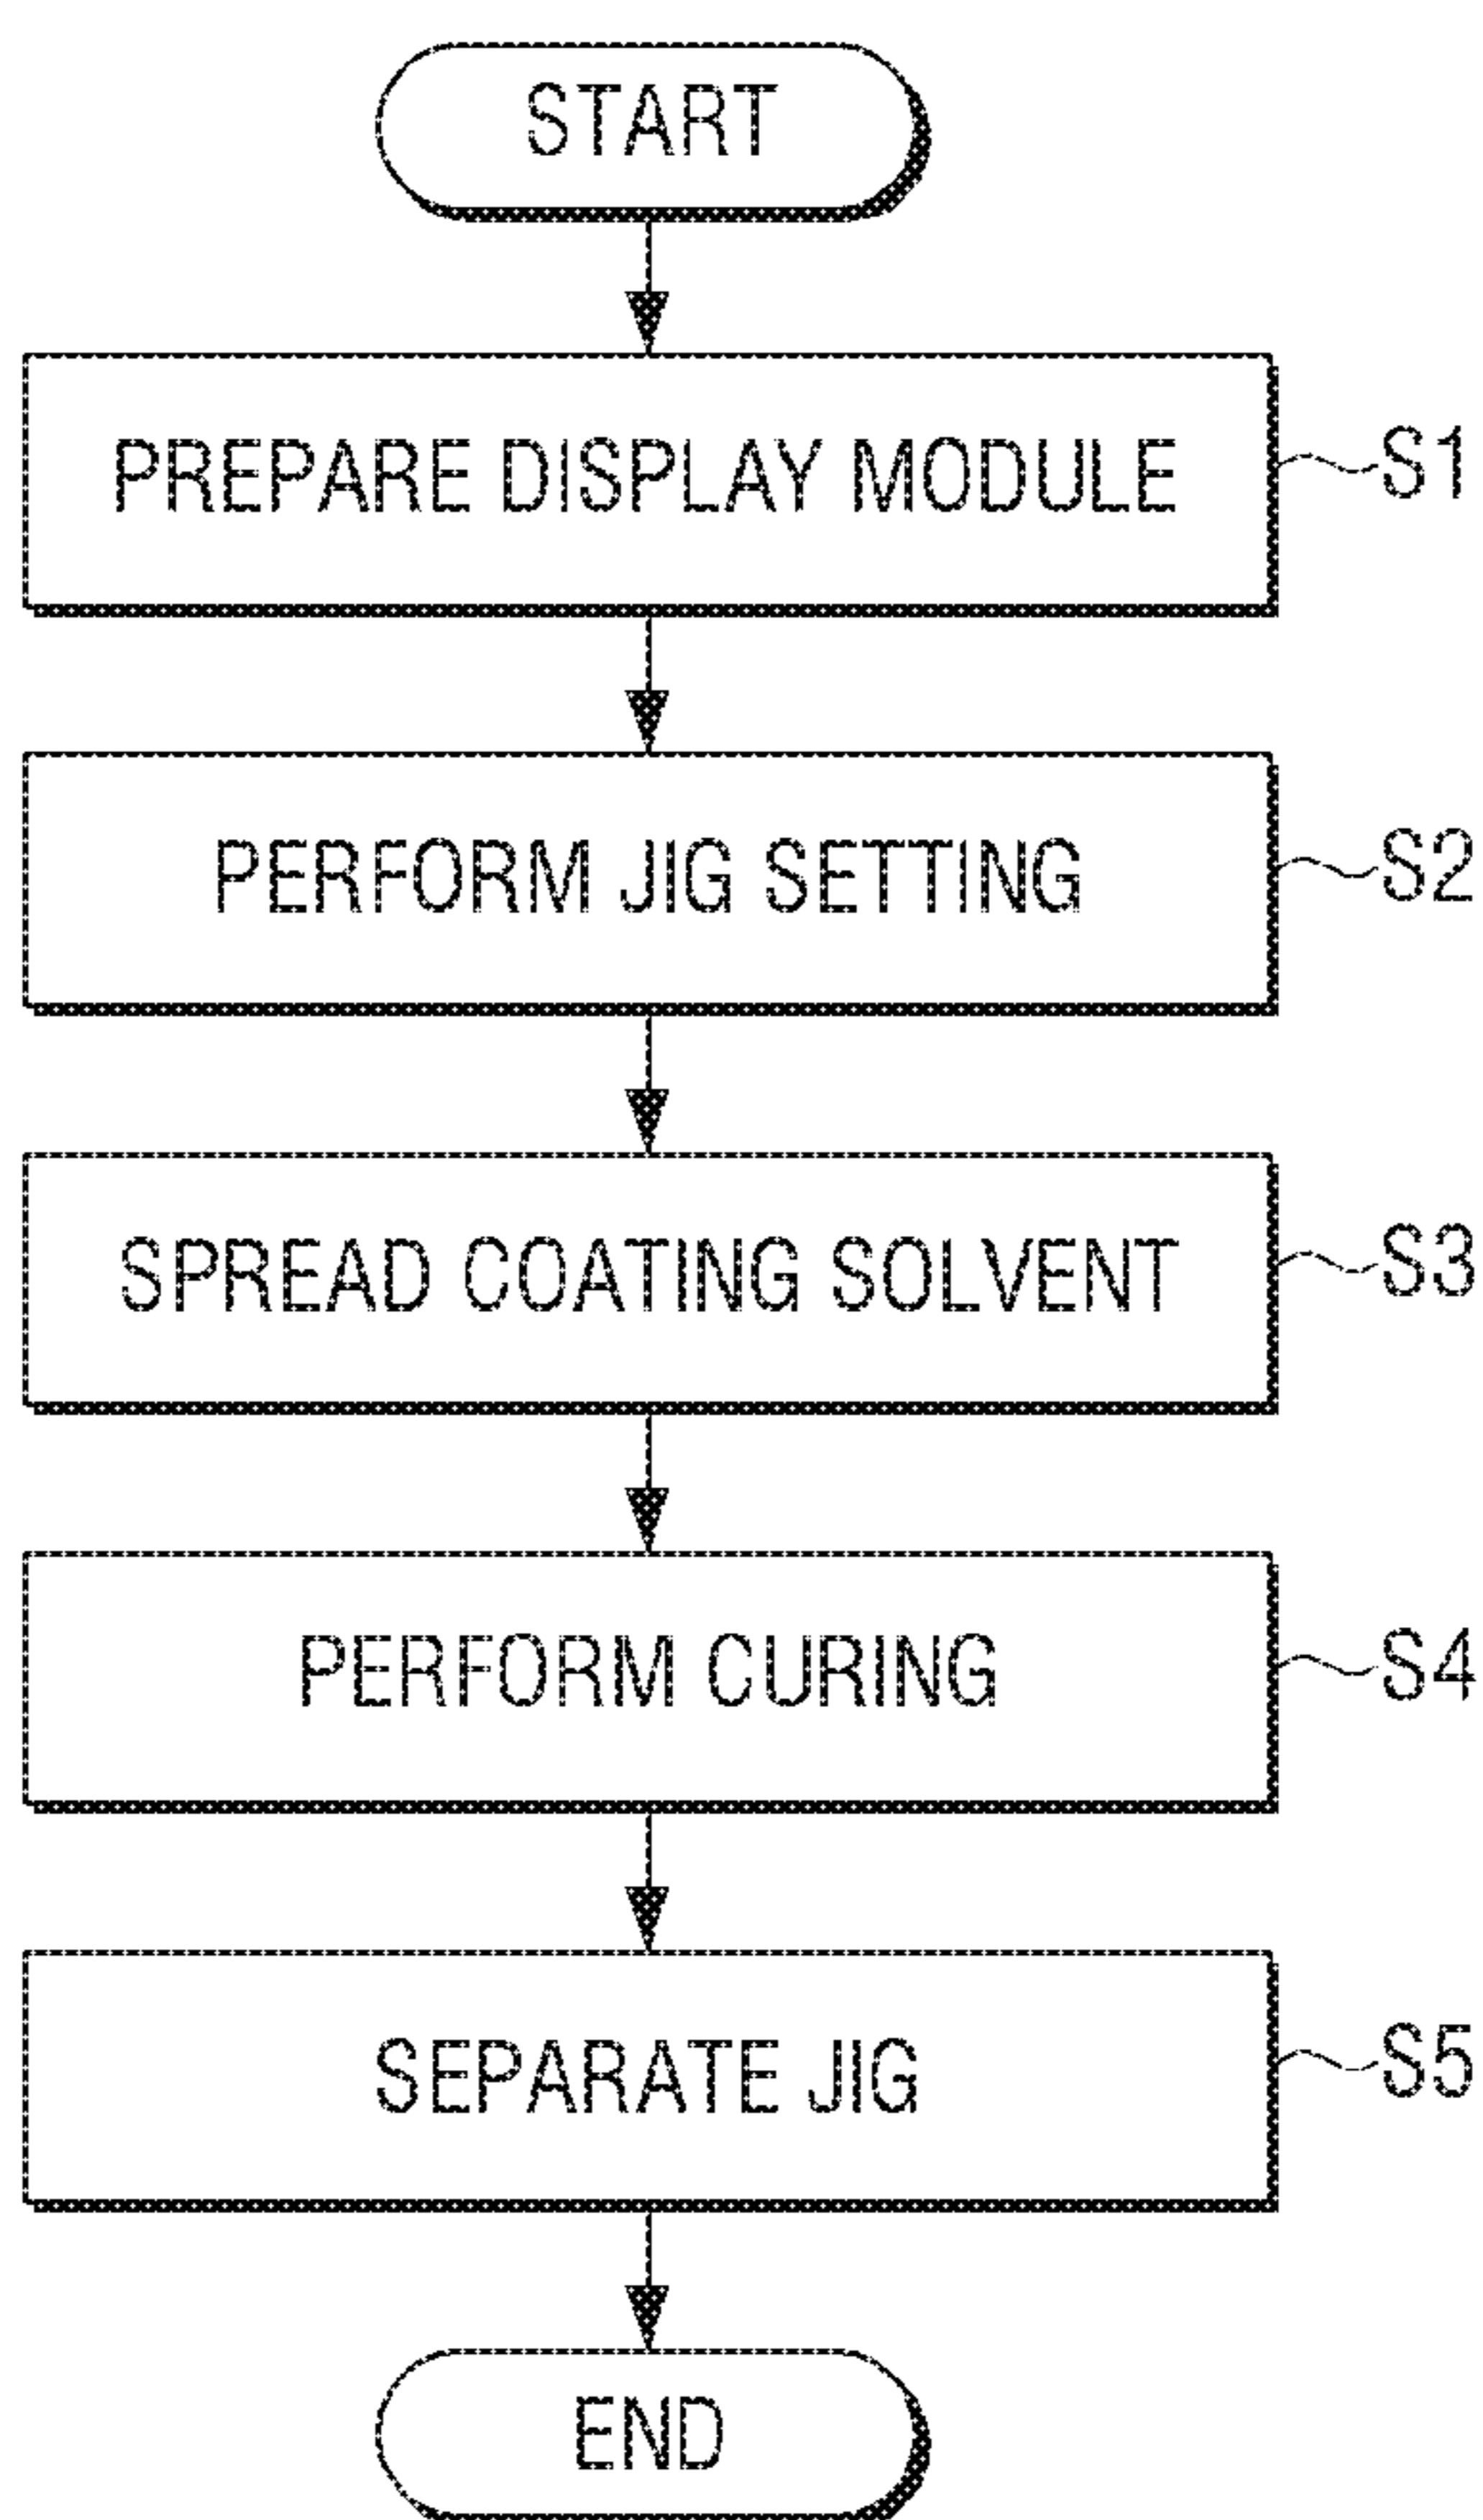 START
PREPARE DISPLAY MODULE
S1
PERFORM JIG SETTING
S2
SPREAD COATING SOLVENT
S3
PERFORM CURING
S4
SEPARATE JIG
S5
END